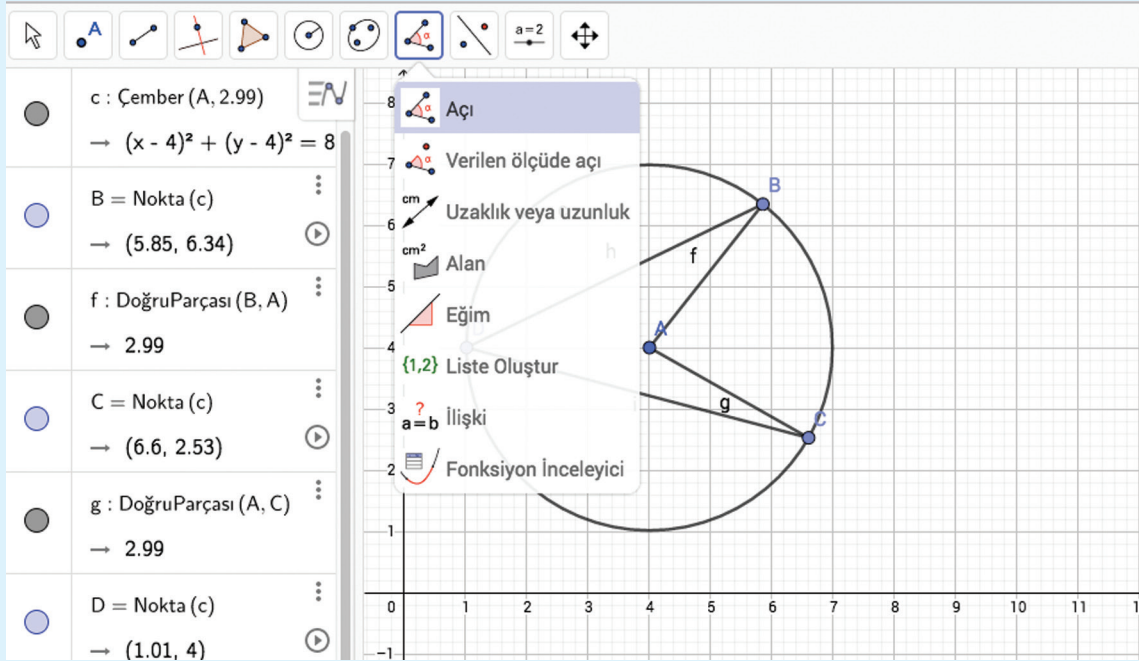 A
α
a=2
c : Çember (A, 2.99)
→ (x - 4)² + (y - 4)² = 8
B = Nokta (c)
→ (5.85, 6.34)
f : DoğruParçası (B, A)
→ 2.99
C = Nokta (c)
→ (6.6, 2.53)
g : DoğruParçası (A, C)
→ 2.99
D = Nokta (c)
→ (1.01, 4)
α Açı
α Verilen ölçüde açı
cm Uzaklık veya uzunluk
cm² Alan
Eğim
{1,2} Liste Oluştur
? a=b İlişki
Fonksiyon İnceleyici
8
7
6
5
4
3
2
1
0 1 2 3 4 5 6 7 8 9 10 11 1
−1
B
h
f
A
g
C